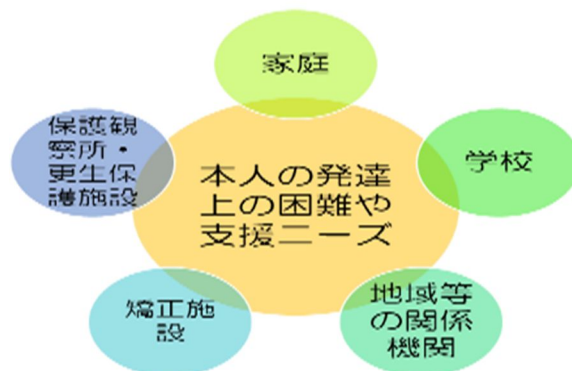 家庭
保護観
察所・
更生保
護施設
学校
本人の発達
上の困難や
支援ニーズ
矯正施
設
地域等
の関係
機関